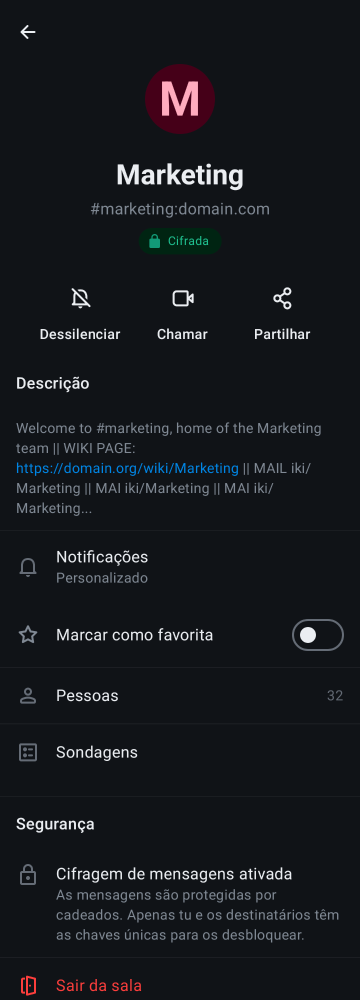 M
Marketing
#marketing:domain.com
Cifrada
Dessilenciar Chamar Partilhar
Descrição
Welcome to #marketing, home of the Marketing
team || WIKI PAGE:
https://domain.org/wiki/Marketing || MAIL iki/
Marketing || MAI iki/Marketing || MAI iki/
Marketing...
Notificações
Personalizado
Marcar como favorita
Pessoas 32
Sondagens
Segurança
Cifragem de mensagens ativada
As mensagens são protegidas por
cadeados. Apenas tu e os destinatários têm
as chaves únicas para os desbloquear.
Sair da sala